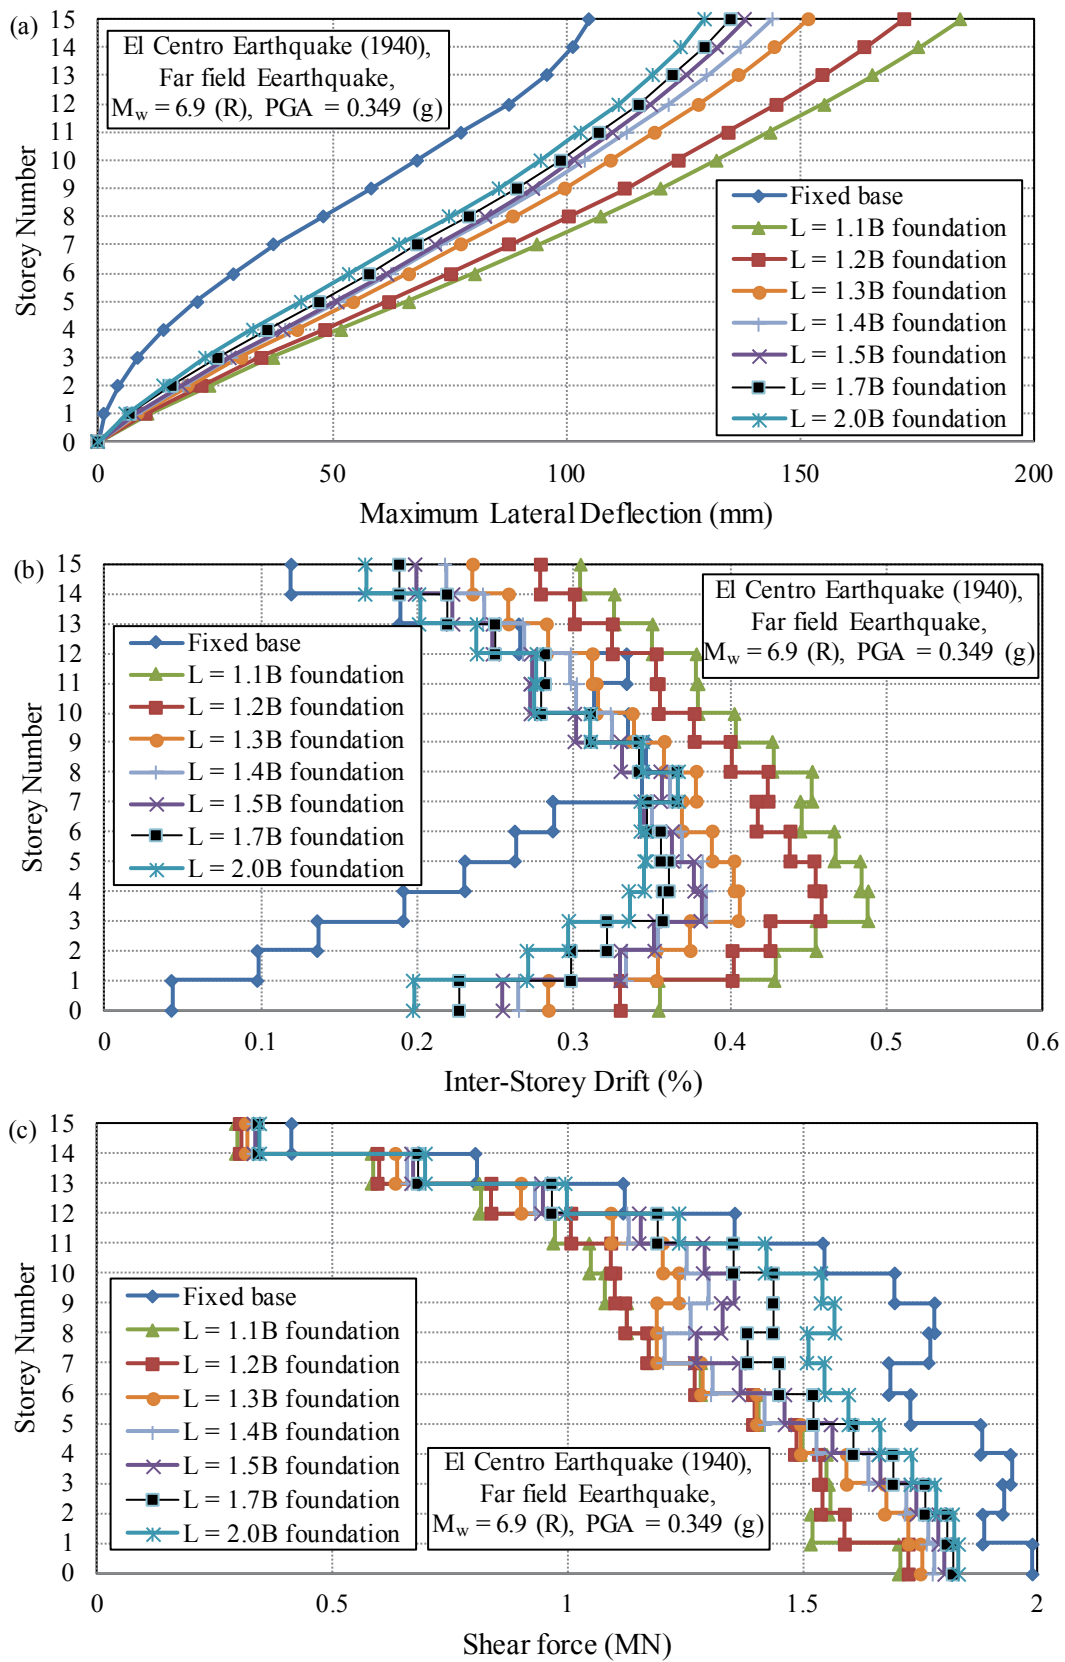 (a)
15
14
13
12
11
10
9
8
7
6
5
4
3
2
1
0
Storey Number
El Centro Earthquake (1940),
Far field Eearthquake,
Mw = 6.9 (R), PGA = 0.349 (g)
Fixed base
L = 1.1B foundation
L = 1.2B foundation
L = 1.3B foundation
L = 1.4B foundation
L = 1.5B foundation
L = 1.7B foundation
L = 2.0B foundation
0 50 100 150 200
Maximum Lateral Deflection (mm)
(b)
15
14
13
12
11
10
9
8
7
6
5
4
3
2
1
0
Storey Number
El Centro Earthquake (1940),
Far field Eearthquake,
Mw = 6.9 (R), PGA = 0.349 (g)
Fixed base
L = 1.1B foundation
L = 1.2B foundation
L = 1.3B foundation
L = 1.4B foundation
L = 1.5B foundation
L = 1.7B foundation
L = 2.0B foundation
0 0.1 0.2 0.3 0.4 0.5 0.6
Inter-Storey Drift (%)
(c)
15
14
13
12
11
10
9
8
7
6
5
4
3
2
1
0
Storey Number
Fixed base
L = 1.1B foundation
L = 1.2B foundation
L = 1.3B foundation
L = 1.4B foundation
L = 1.5B foundation
L = 1.7B foundation
L = 2.0B foundation
El Centro Earthquake (1940),
Far field Eearthquake,
Mw = 6.9 (R), PGA = 0.349 (g)
0 0.5 1 1.5 2
Shear force (MN)